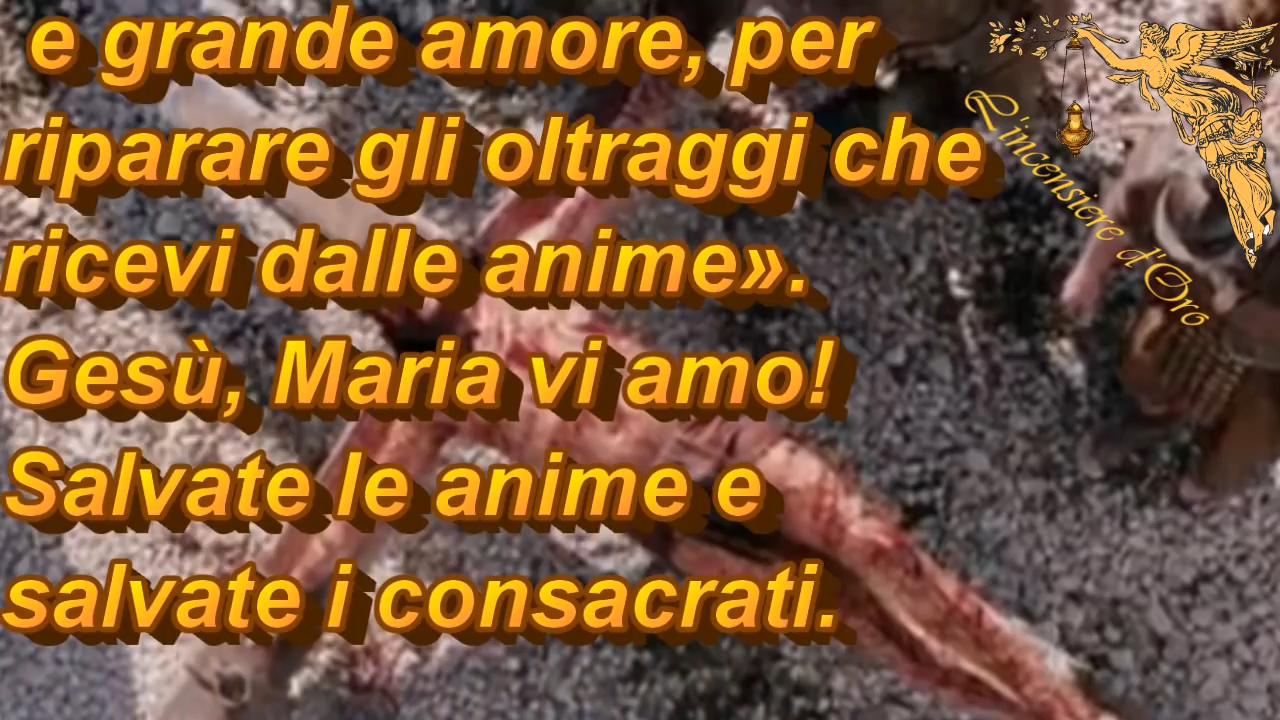 e grande amore, per
riparare gli oltraggi che
ricevi dalle anime».
Gesù, Maria vi amo!
Salvate le anime e
salvate i consacrati.
L'incensiere d'Oro